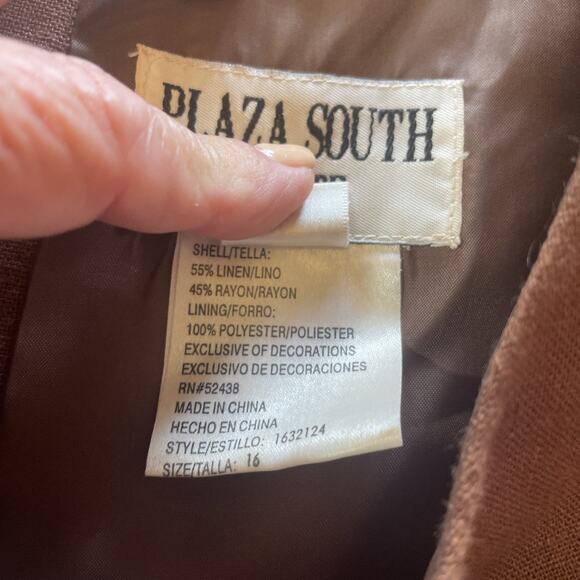 PLAZA SOUTH
SHELL/TELLA:
55% LINEN/LINO
45% RAYON/RAYON
LINING/FORRO:
100% POLYESTER/POLIESTER
EXCLUSIVE OF DECORATIONS
EXCLUSIVO DE DECORACIONES
RN#52438
MADE IN CHINA
HECHO EN CHINA
STYLE/ESTILLO: 1632124
SIZE/TALLA: 16